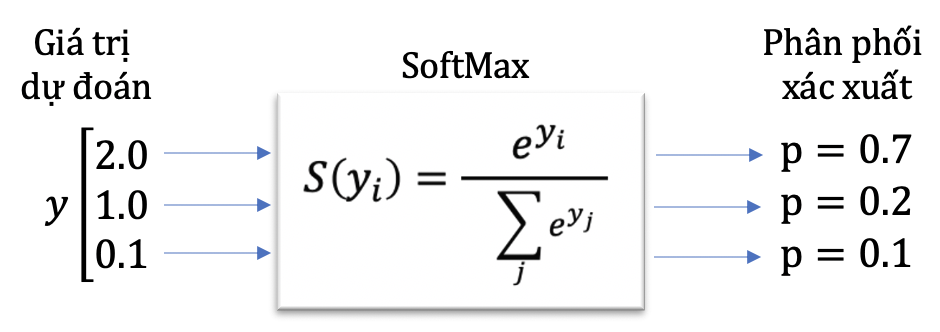 Giá trị
dự đoán
SoftMax
Phân phối
xác xuất
y [2.0
1.0
0.1
S(yᵢ) = e^{yᵢ} / ∑ⱼ e^{yⱼ}
p = 0.7
p = 0.2
p = 0.1